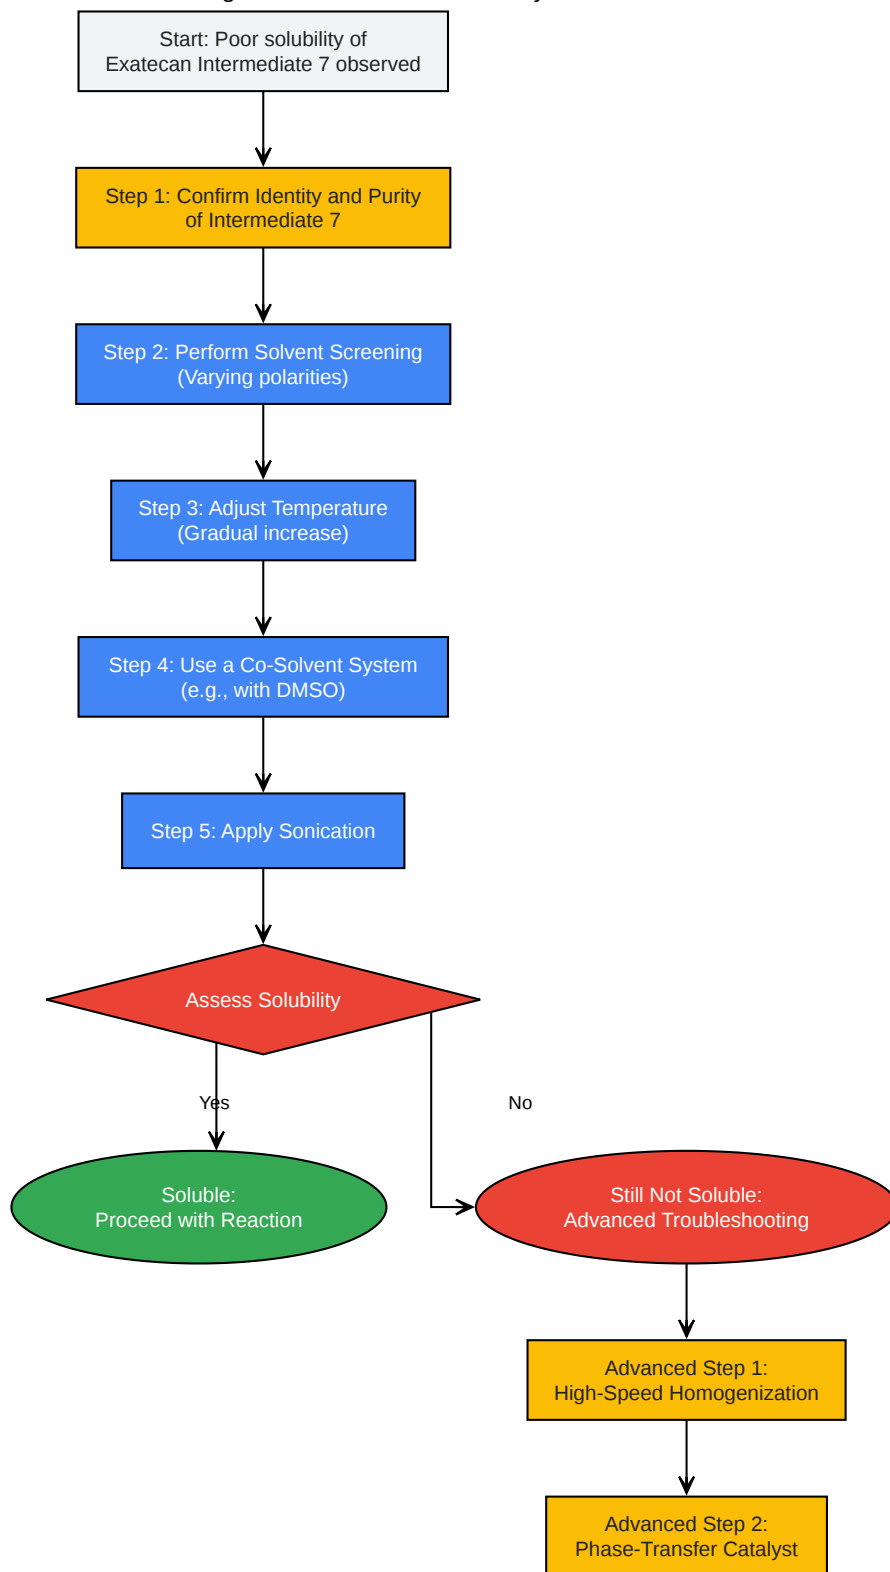 Start: Poor solubility of
Exatecan Intermediate 7 observed
Step 1: Confirm Identity and Purity
of Intermediate 7
Step 2: Perform Solvent Screening
(Varying polarities)
Step 3: Adjust Temperature
(Gradual increase)
Step 4: Use a Co-Solvent System
(e.g., with DMSO)
Step 5: Apply Sonication
Assess Solubility
Yes
No
Soluble:
Proceed with Reaction
Still Not Soluble:
Advanced Troubleshooting
Advanced Step 1:
High-Speed Homogenization
Advanced Step 2:
Phase-Transfer Catalyst